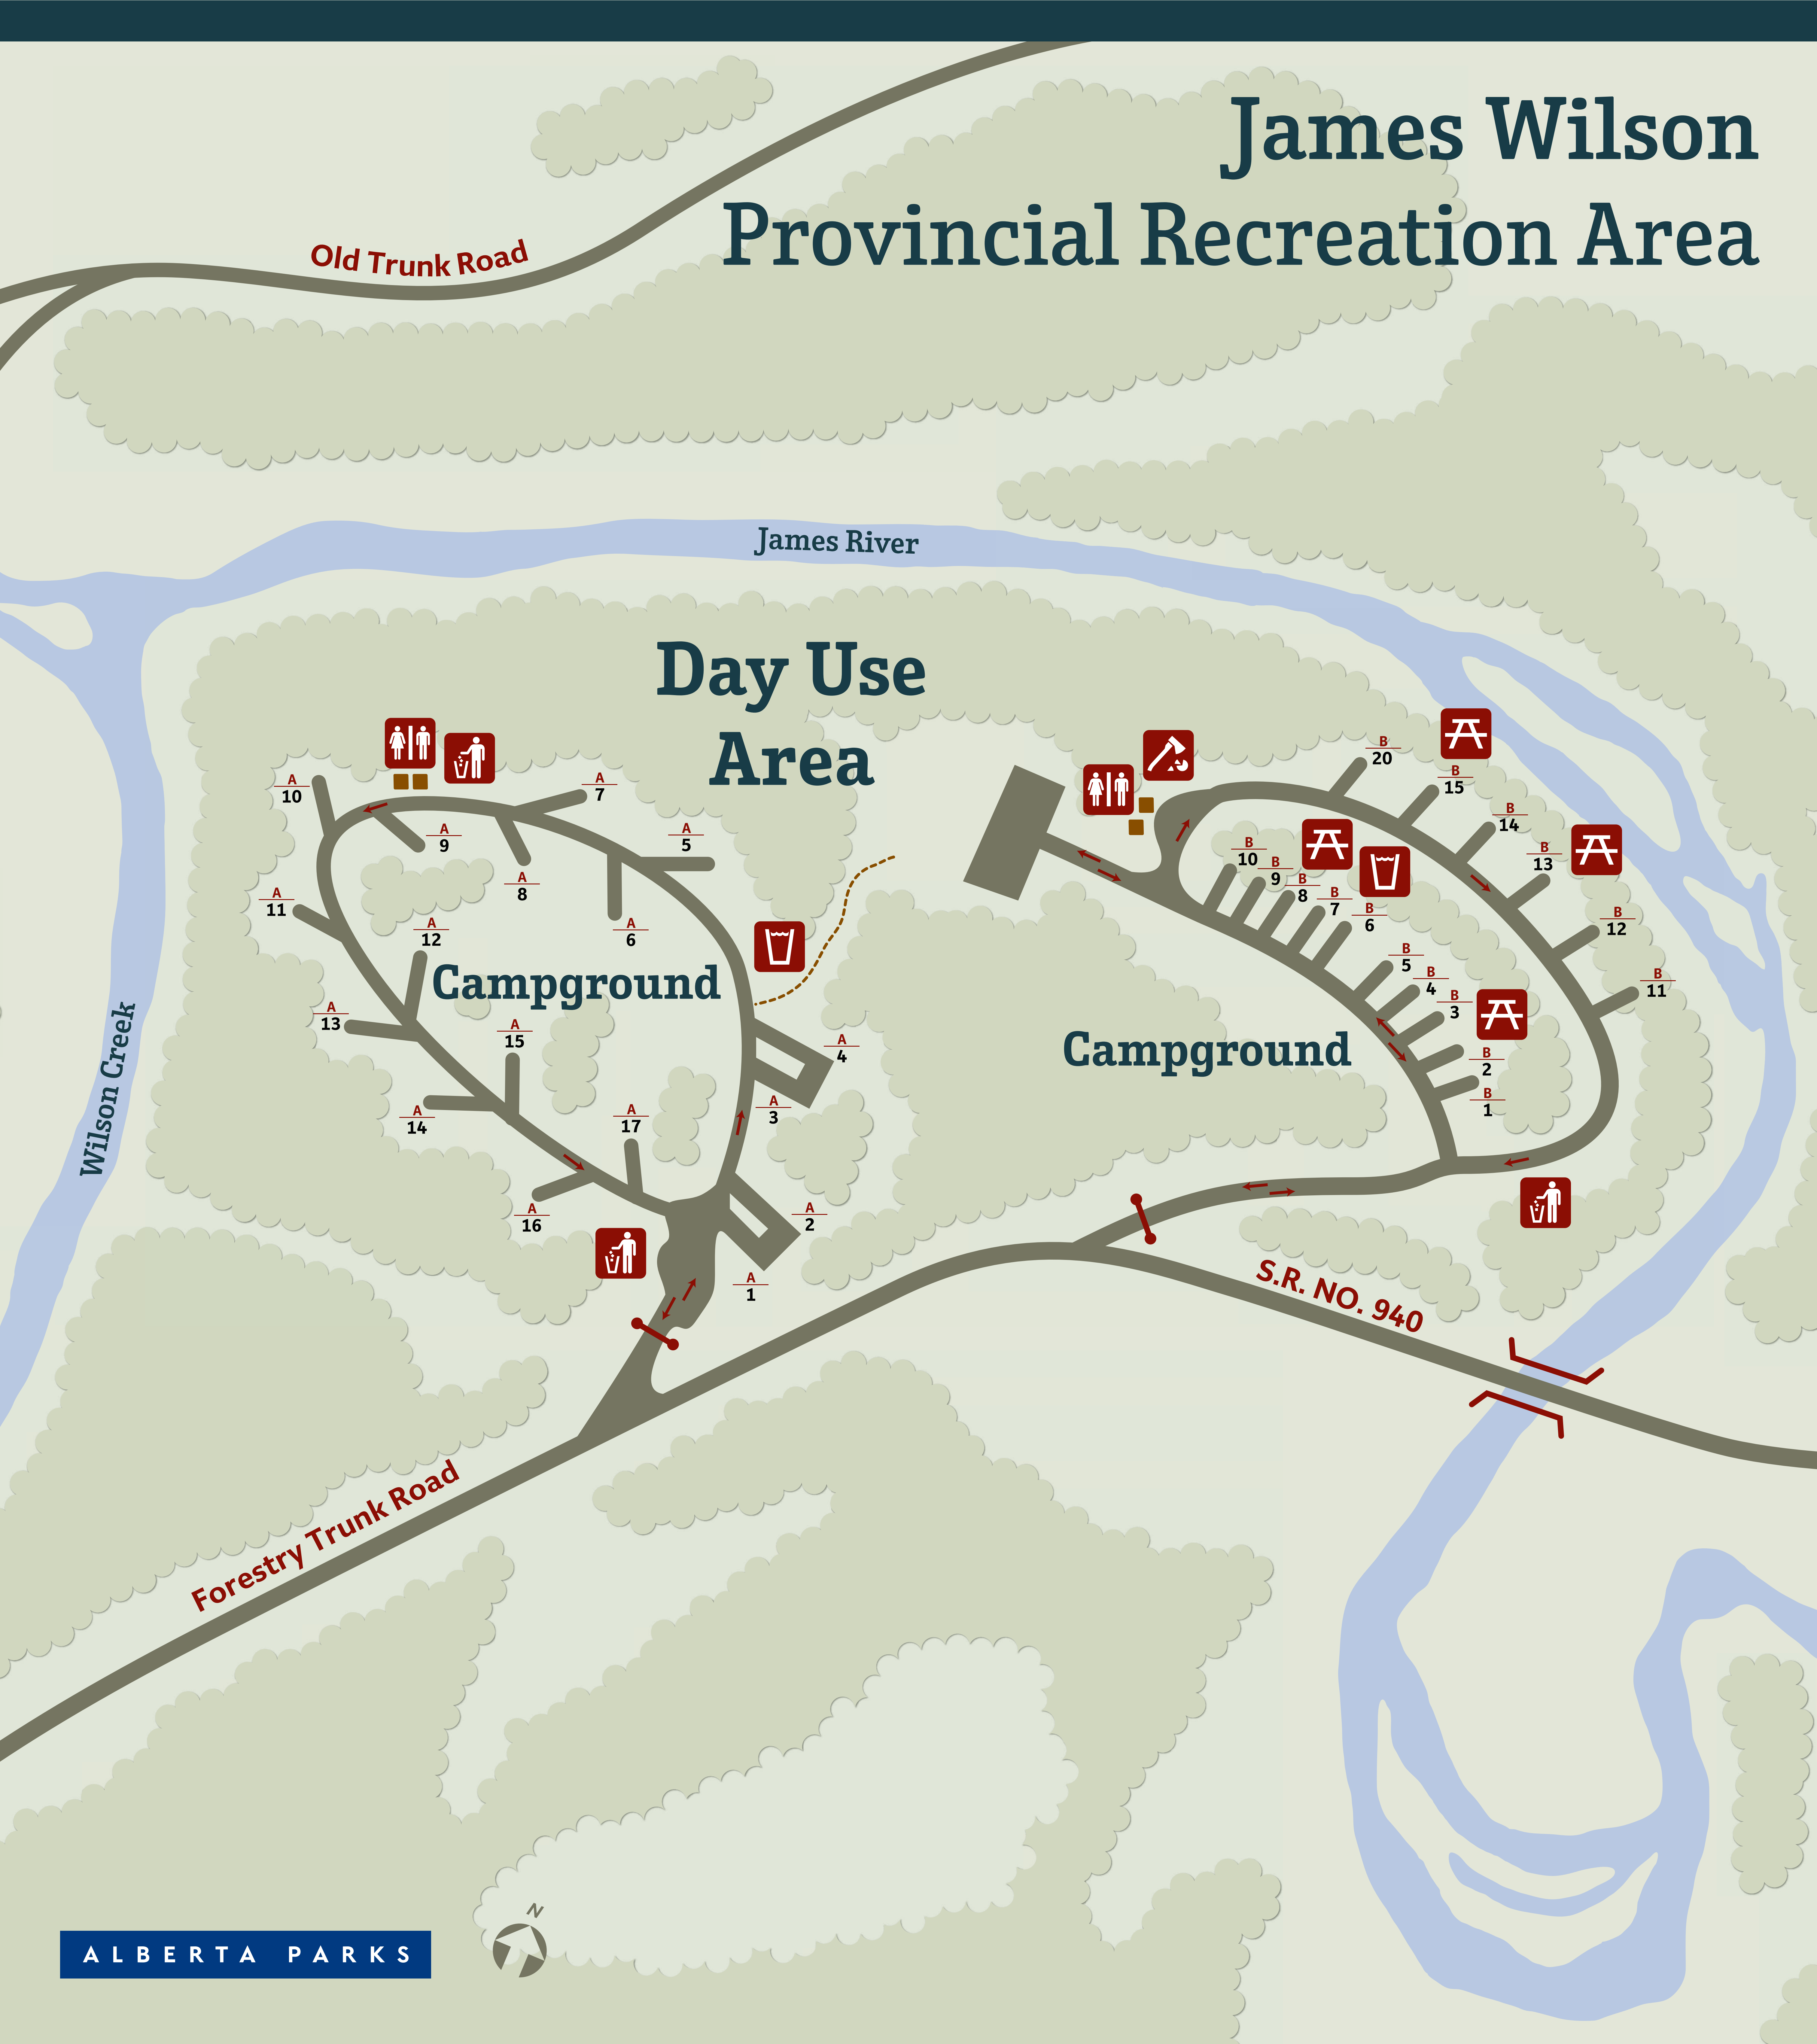 James Wilson
Provincial Recreation Area
Old Trunk Road
James River
Day Use
Area
A
10
A
9
A
8
A
7
A
5
A
6
A
11
A
12
Campground
A
13
A
15
A
14
A
17
A
16
A
4
A
3
A
2
A
1
Wilson Creek
B
20
B
15
B
14
B
13
B
12
B
11
B
10
B
9
B
8
B
7
B
6
B
5
B
4
B
3
B
2
B
1
Campground
S.R. NO. 940
Forestry Trunk Road
N
ALBERTA PARKS